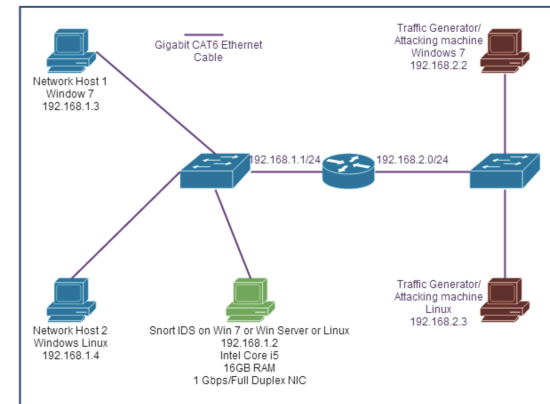 Gigabit CAT6 Ethernet
Cable
Traffic Generator/
Attacking machine
Windows 7
192.168.2.2
Network Host 1
Window 7
192.168.1.3
192.168.1.1/24
192.168.2.0/24
Network Host 2
Windows Linux
192.168.1.4
Snort IDS on Win 7 or Win Server or Linux
192.168.1.2
Intel Core i5
16GB RAM
1 Gbps/Full Duplex NIC
Traffic Generator/
Attacking machine
Linux
192.168.2.3